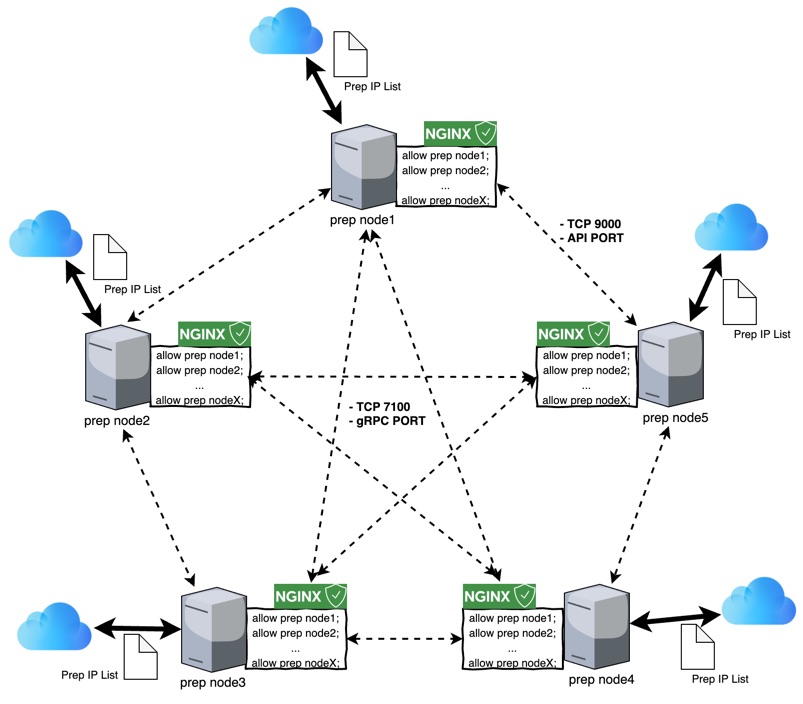 Prep IP List
NGINX
allow prep node1;
allow prep node2;
...
allow prep nodeX;
prep node1
- TCP 9000
- API PORT
Prep IP List
Prep IP List
NGINX
allow prep node1;
allow prep node2;
...
allow prep nodeX;
prep node2
NGINX
allow prep node1;
allow prep node2;
...
allow prep nodeX;
prep node5
- TCP 7100
- gRPC PORT
NGINX
allow prep node1;
allow prep node2;
...
allow prep nodeX;
Prep IP List
prep node3
NGINX
allow prep node1;
allow prep node2;
...
allow prep nodeX;
prep node4
Prep IP List